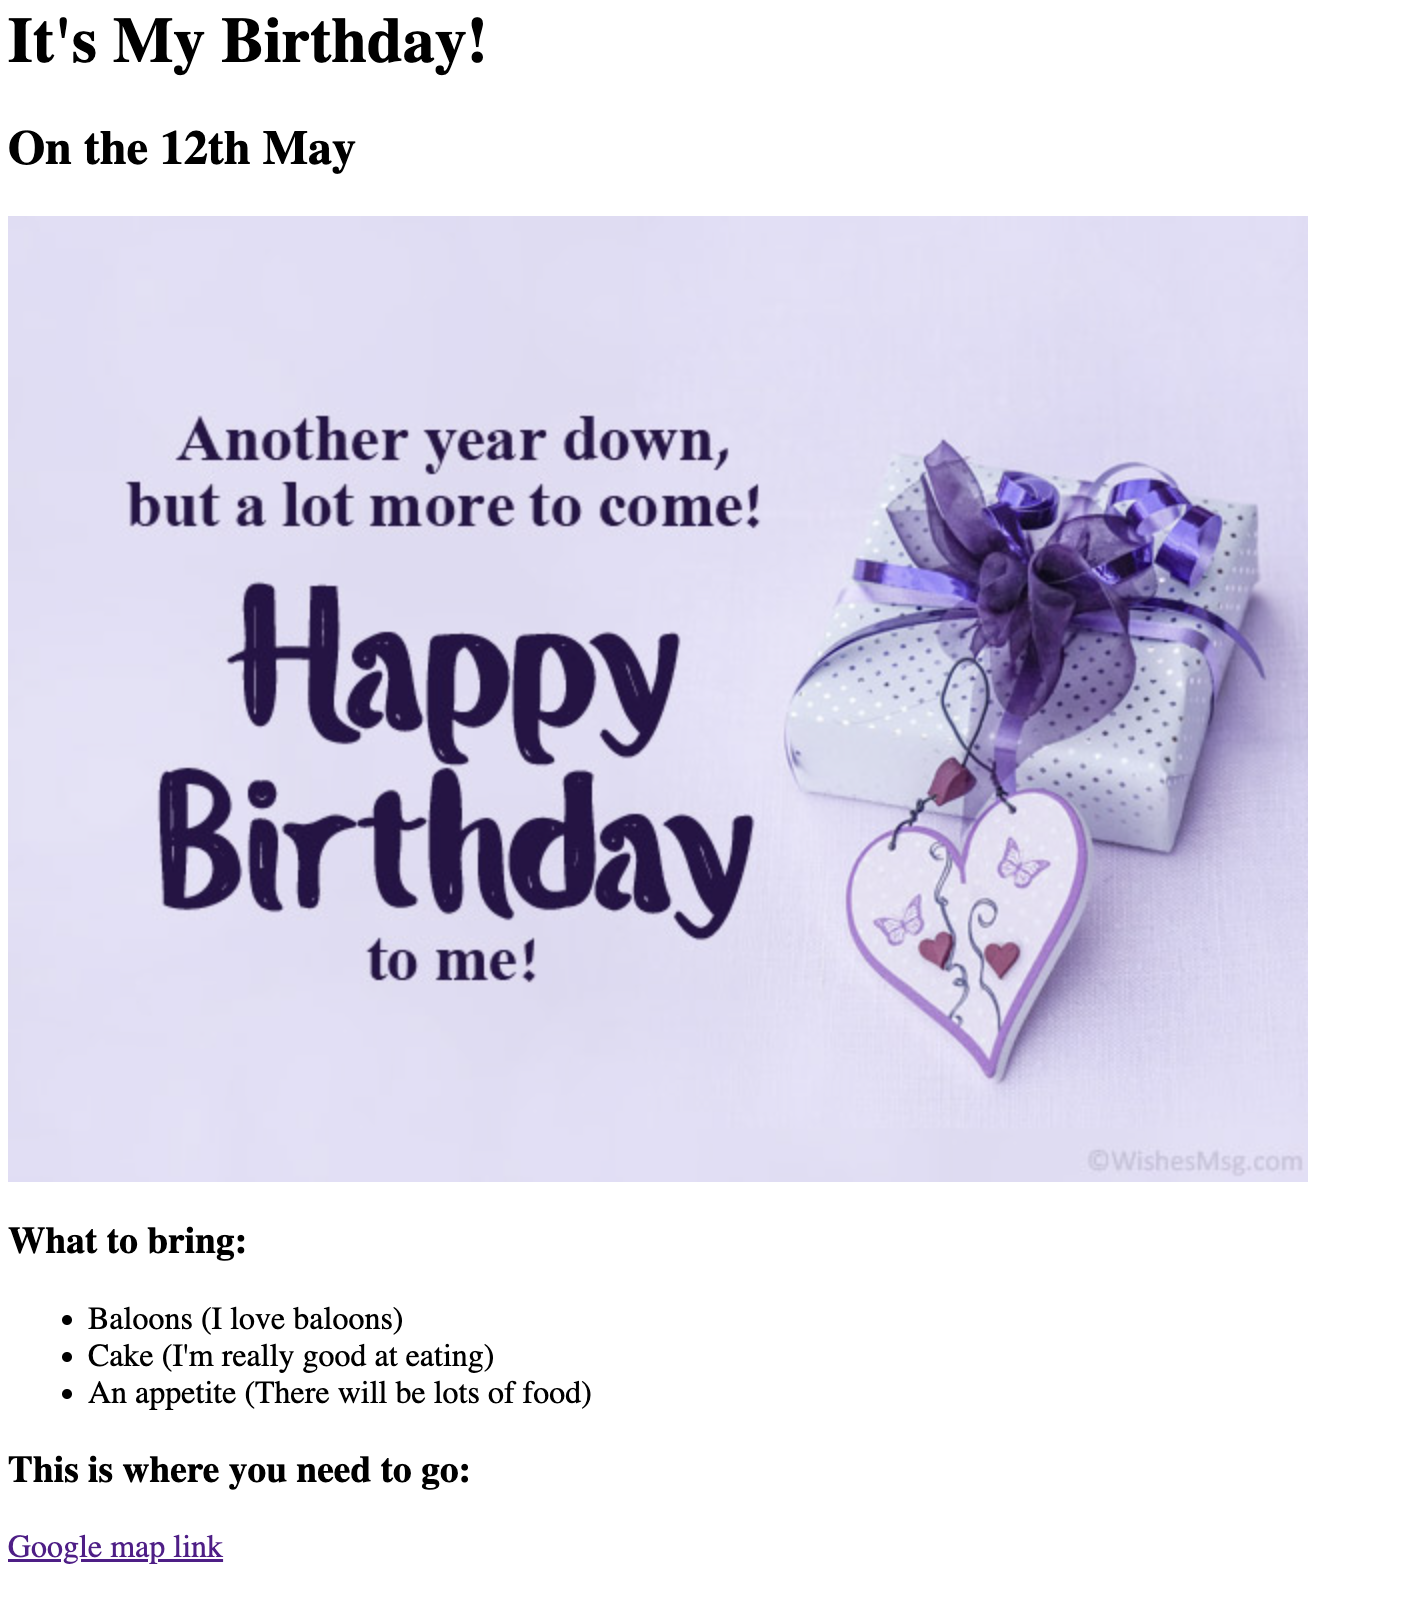 It's My Birthday!
On the 12th May
Another year down,
but a lot more to come!
Happy
Birthday
to me!
©WishesMsg.com
What to bring:
• Baloons (I love baloons)
• Cake (I'm really good at eating)
• An appetite (There will be lots of food)
This is where you need to go:
Google map link